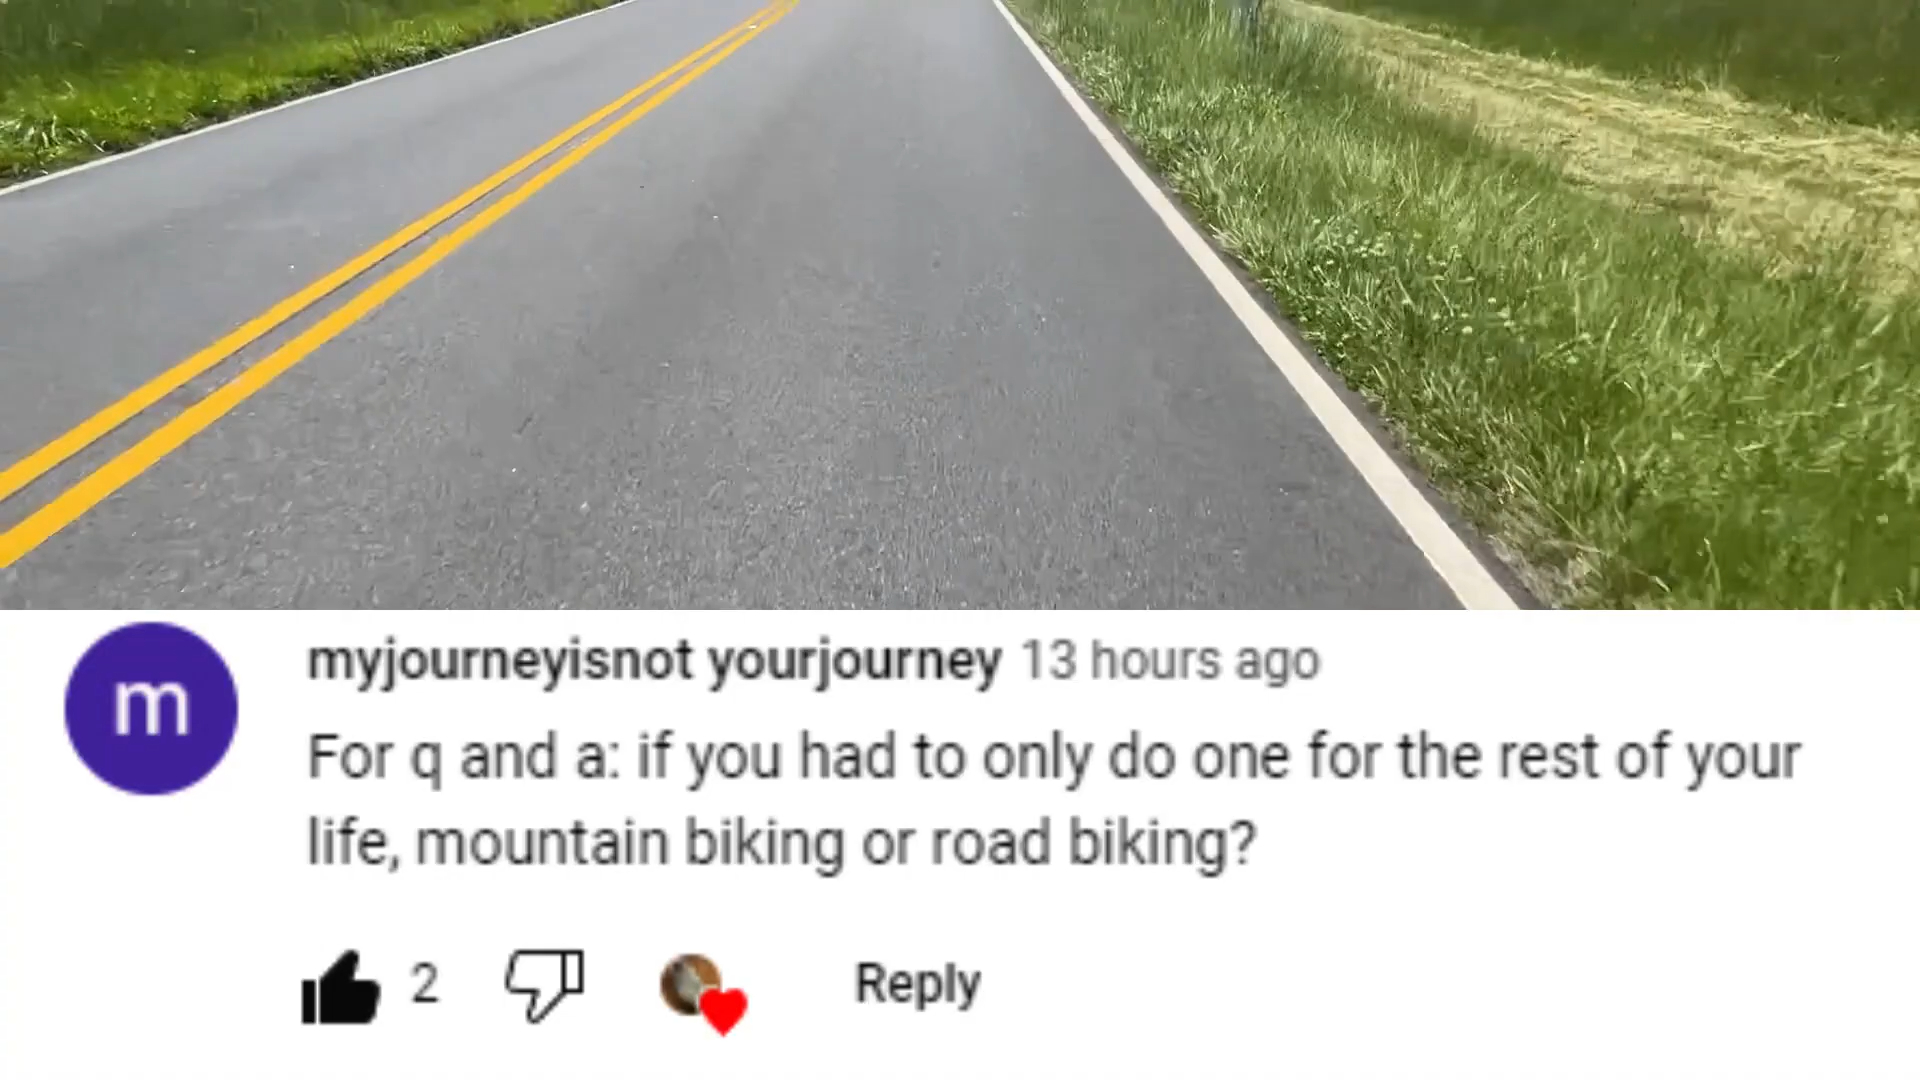 m
myjourneyisnot yourjourney 13 hours ago
For q and a: if you had to only do one for the rest of your
life, mountain biking or road biking?
2 Reply